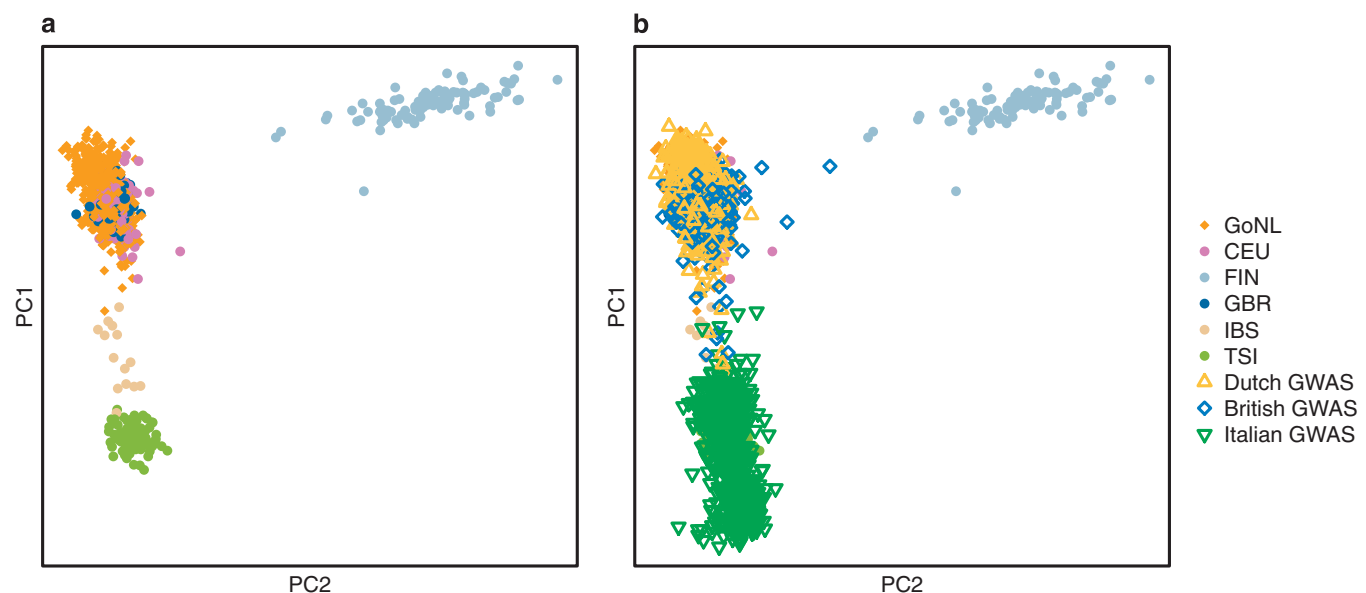 a
b
PC1
PC2
PC1
PC2
GoNL
CEU
FIN
GBR
IBS
TSI
Dutch GWAS
British GWAS
Italian GWAS